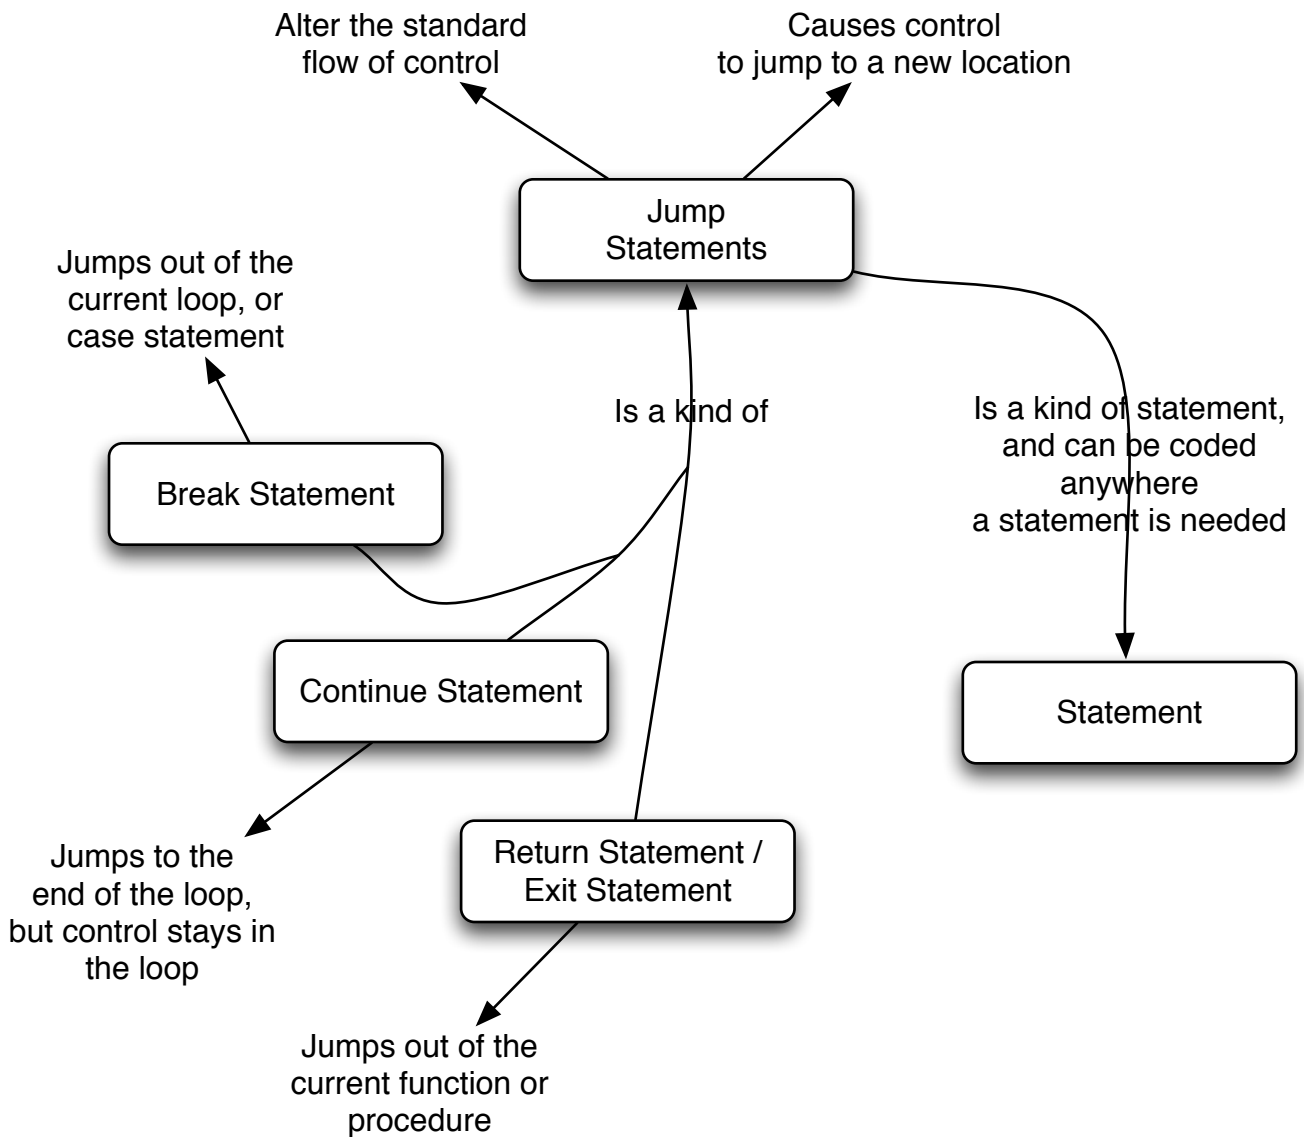 Alter the standard
flow of control
Causes control
to jump to a new location
Jump
Statements
Jumps out of the
current loop, or
case statement
Is a kind of
Is a kind of statement,
and can be coded
anywhere
a statement is needed
Break Statement
Continue Statement
Statement
Jumps to the
end of the loop,
but control stays in
the loop
Return Statement /
Exit Statement
Jumps out of the
current function or
procedure